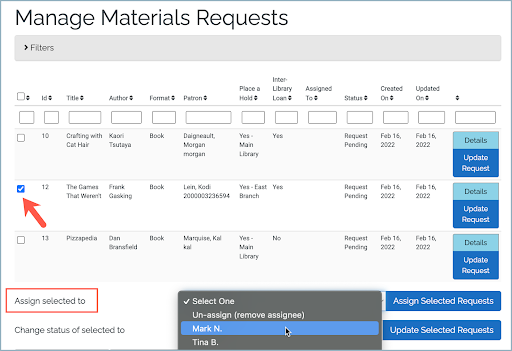 Manage Materials Requests
Filters
Place a Inter- Library Assigned Created Updated
Id Title Author Format Patron Hold Loan To Status On On
10 Crafting with Cat Hair Kaori Tsutaya Book Daigneault, Morgan morgan Yes - Main Library Yes Request Pending Feb 16, 2022 Feb 16, 2022 Details
Update Request
12 The Games That Weren't Frank Gasking Book Lein, Kodi 2000003236594 Yes - East Branch Yes Request Pending Feb 16, 2022 Feb 16, 2022 Details
Update Request
13 Pizzapedia Dan Bransfield Book Marquise, Kal kal Yes - Main Library No Request Pending Feb 16, 2022 Feb 16, 2022 Details
Update Request
Assign selected to ✓ Select One Assign Selected Requests
Un-assign (remove assignee)
Mark N.
Change status of selected to Update Selected Requests
Tina B.